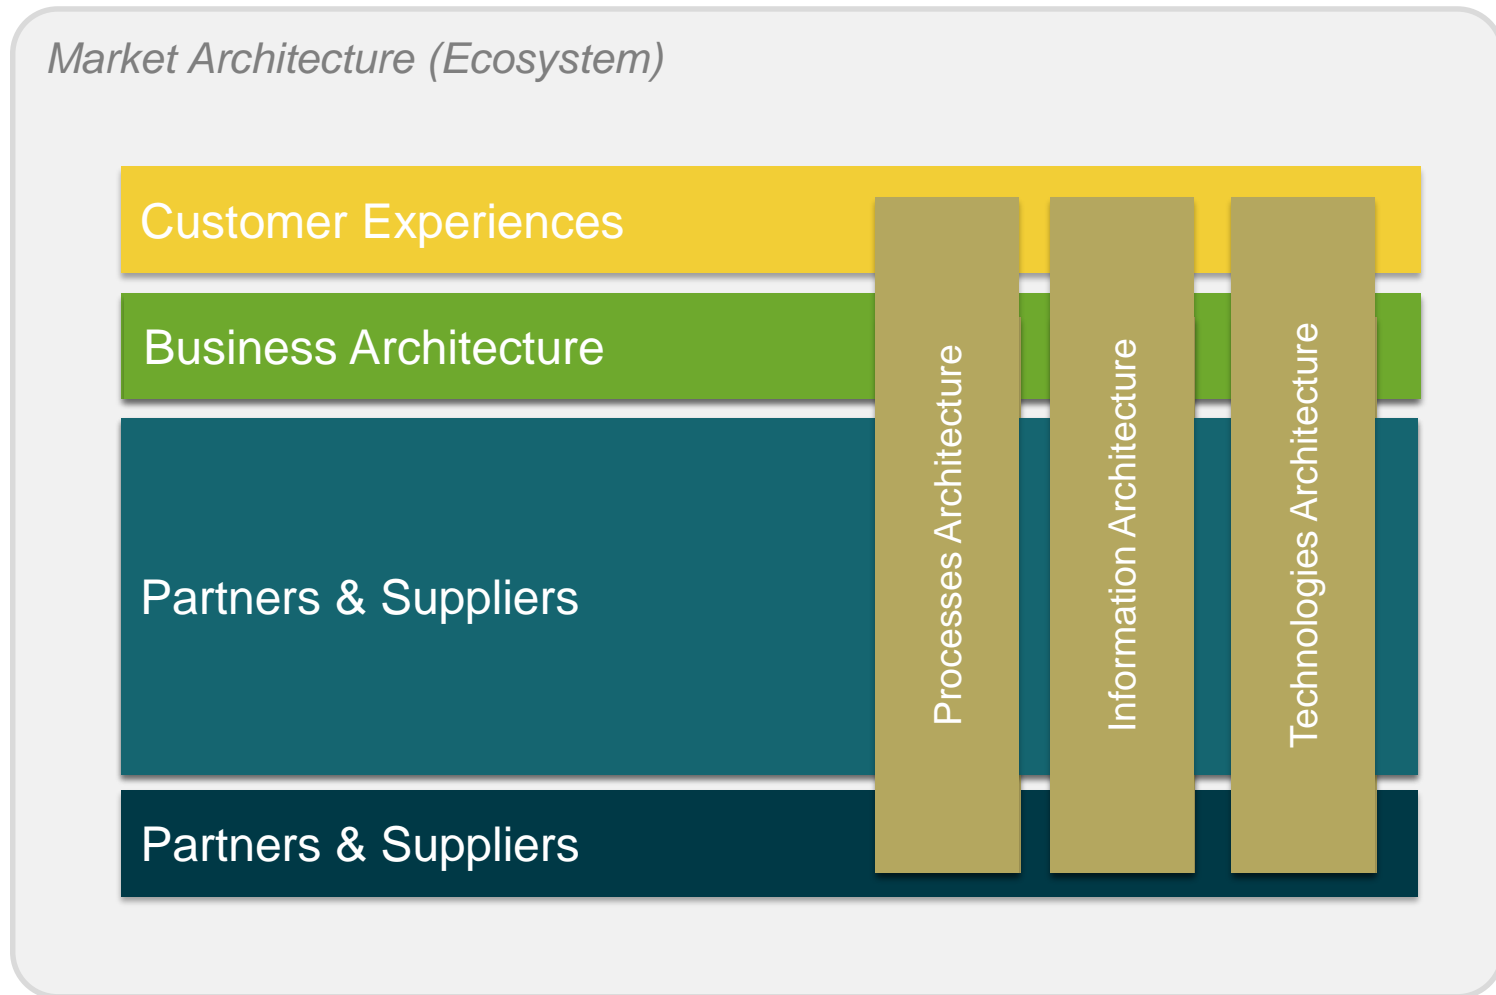 Market Architecture (Ecosystem)
Customer Experiences
Business Architecture
Partners & Suppliers
Partners & Suppliers
Processes Architecture
Information Architecture
Technologies Architecture